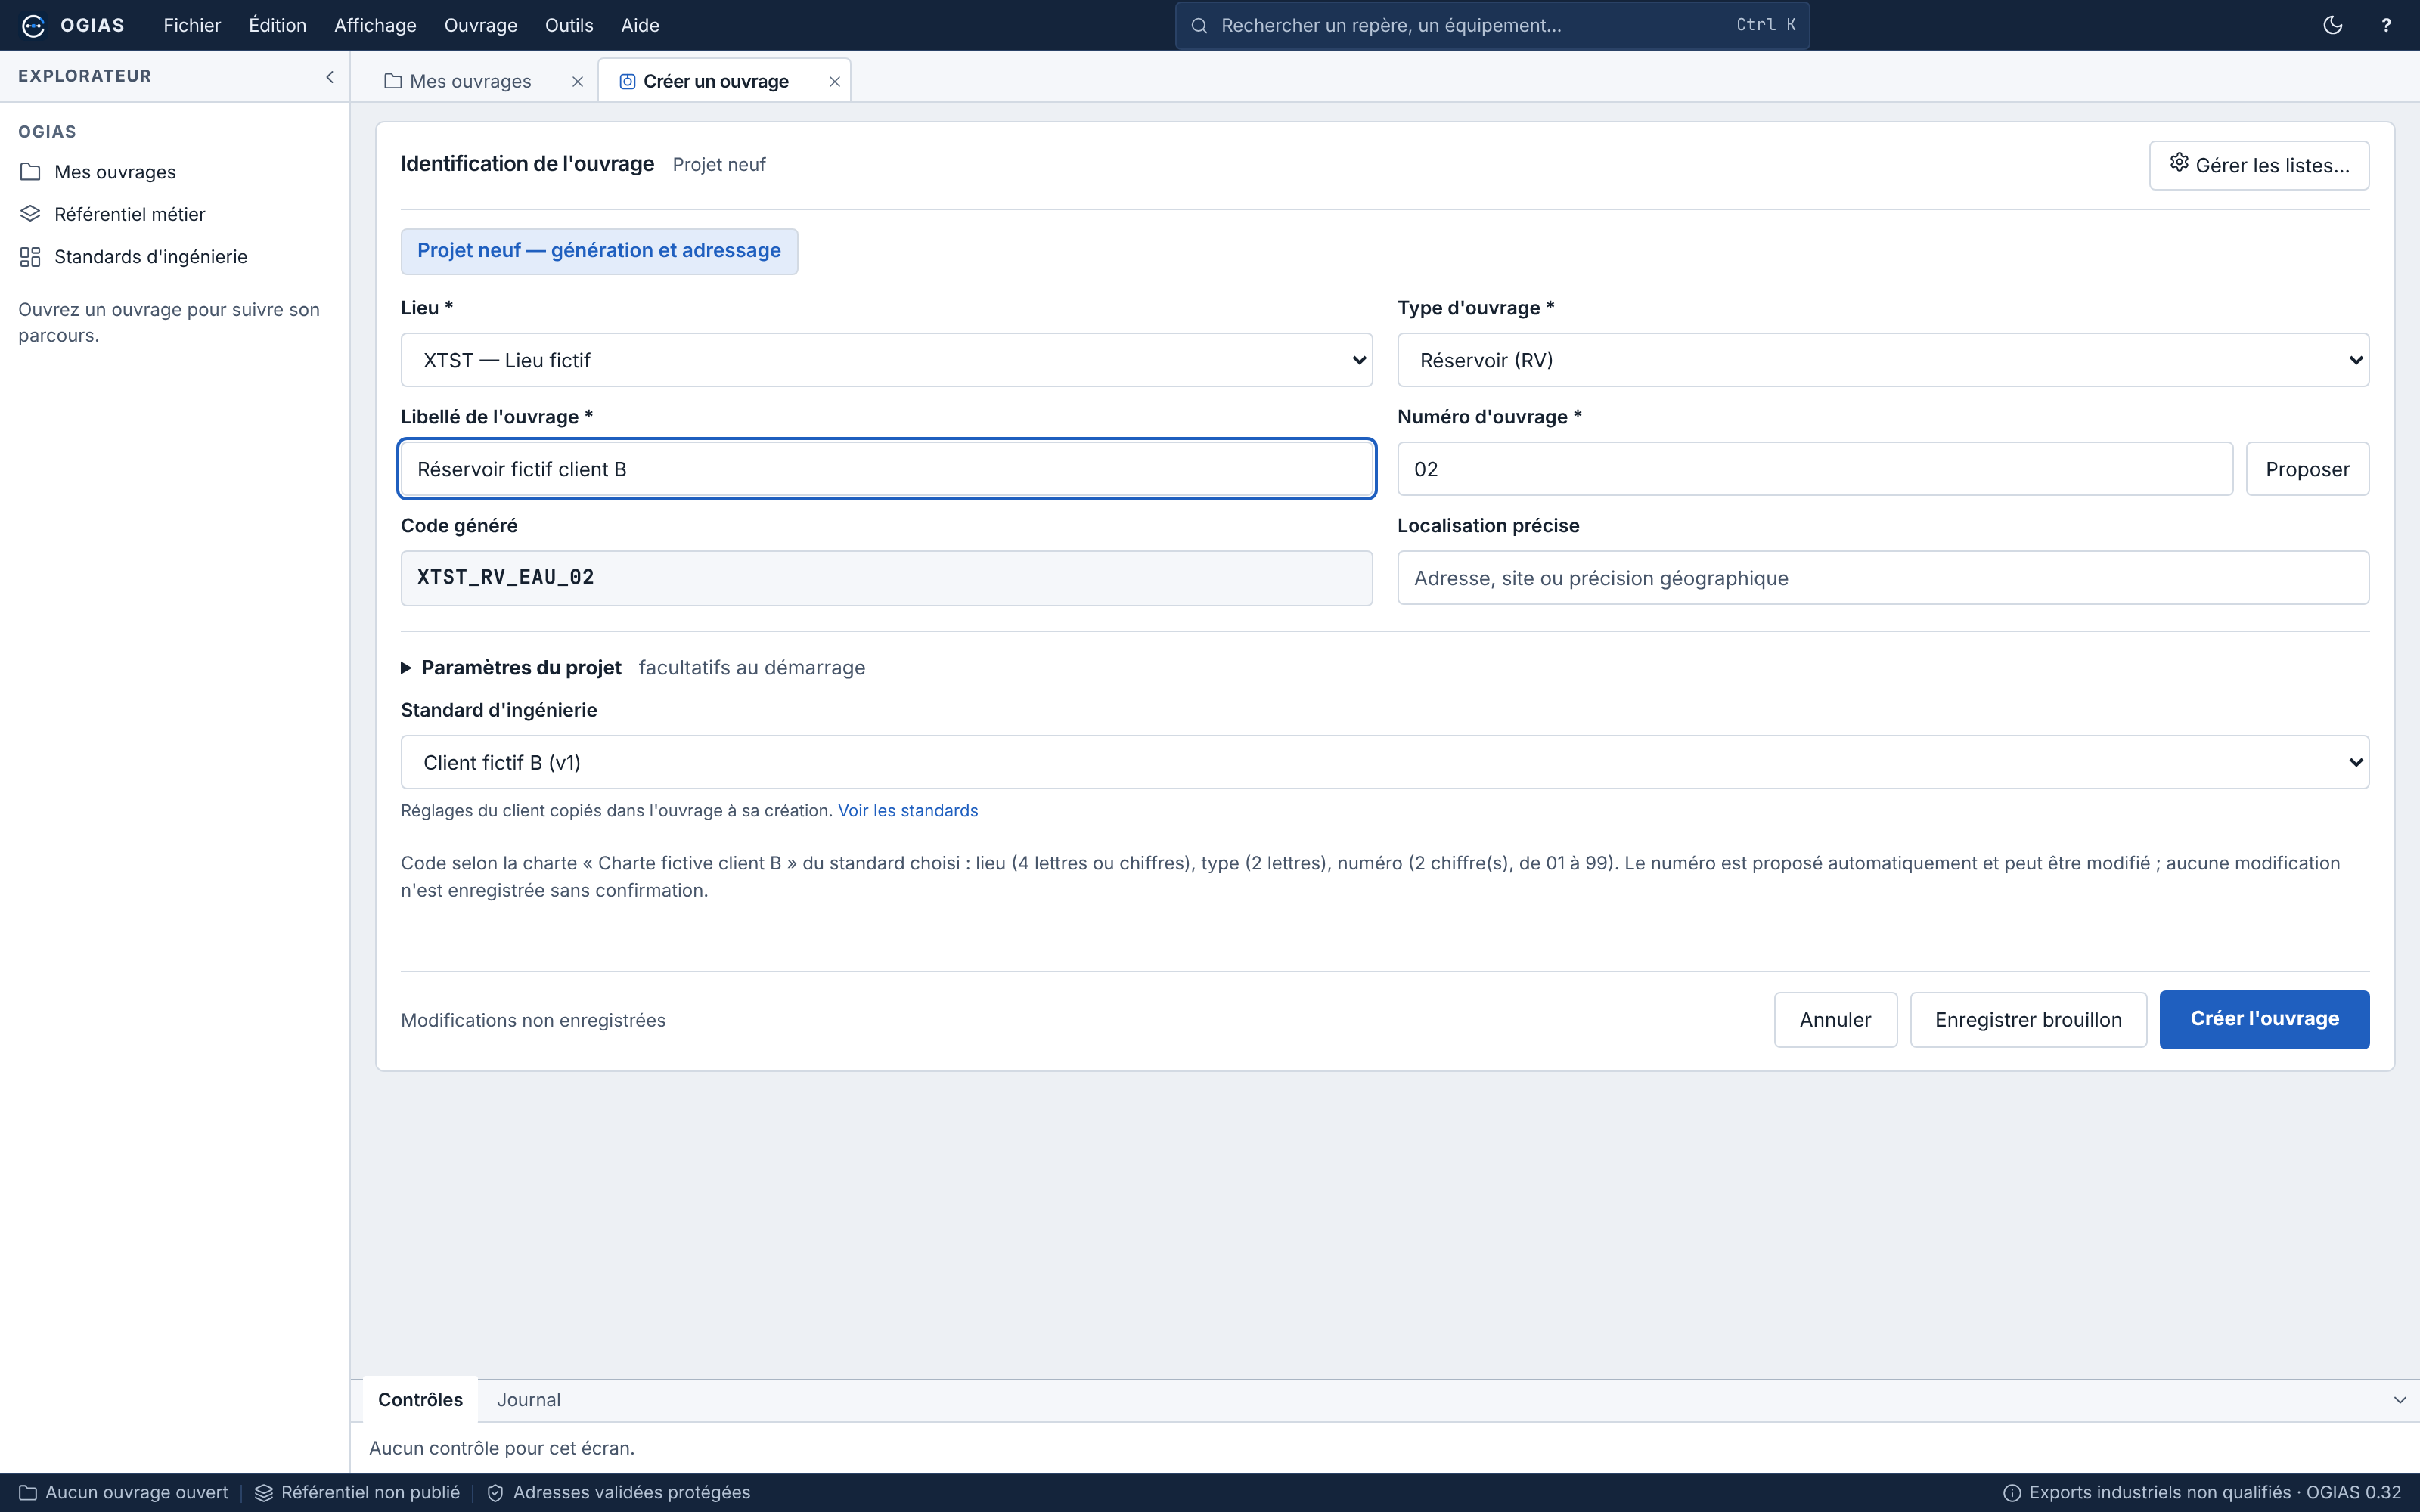 OGIAS Fichier Édition Affichage Ouvrage Outils Aide Rechercher un repère, un équipement... Ctrl K ?
EXPLORATEUR
Mes ouvrages Créer un ouvrage
OGIAS
Mes ouvrages
Référentiel métier
Standards d'ingénierie
Ouvrez un ouvrage pour suivre son
parcours.
Identification de l'ouvrage Projet neuf Gérer les listes...
Projet neuf — génération et adressage
Lieu * Type d'ouvrage *
XTST — Lieu fictif Réservoir (RV)
Libellé de l'ouvrage * Numéro d'ouvrage *
Réservoir fictif client B 02 Proposer
Code généré Localisation précise
XTST_RV_EAU_02 Adresse, site ou précision géographique
Paramètres du projet facultatifs au démarrage
Standard d'ingénierie
Client fictif B (v1)
Réglages du client copiés dans l'ouvrage à sa création. Voir les standards
Code selon la charte « Charte fictive client B » du standard choisi : lieu (4 lettres ou chiffres), type (2 lettres), numéro (2 chiffre(s), de 01 à 99). Le numéro est proposé automatiquement et peut être modifié ; aucune modification
n'est enregistrée sans confirmation.
Modifications non enregistrées Annuler Enregistrer brouillon Créer l'ouvrage
Contrôles Journal
Aucun contrôle pour cet écran.
Aucun ouvrage ouvert Référentiel non publié Adresses validées protégées Exports industriels non qualifiés · OGIAS 0.32